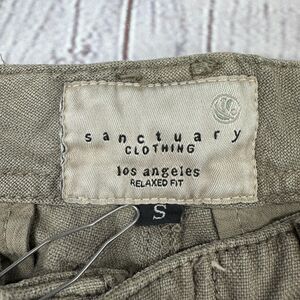 sanctuary
CLOTHING
los angeles
RELAXED FIT
S